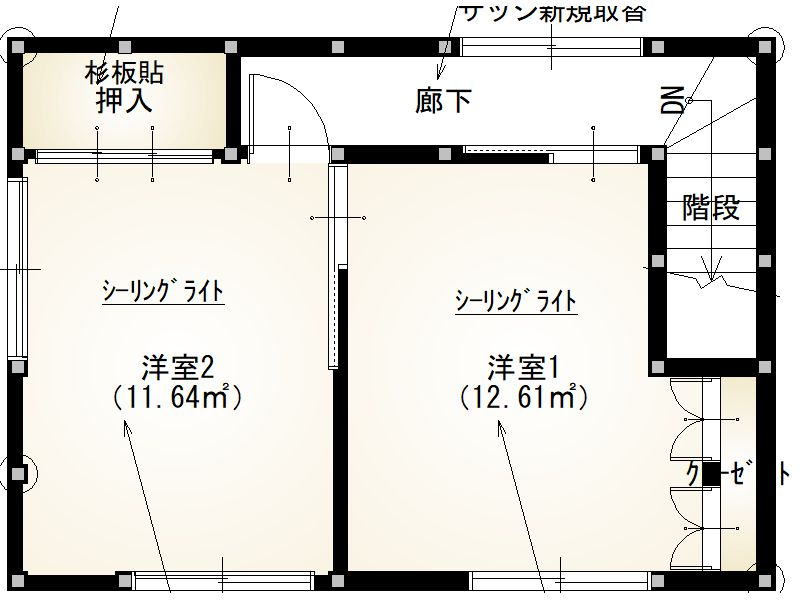 サッシ新規取替
杉板貼
押入
廊下
DN
階段
ｼｰﾘﾝｸﾞﾗｲﾄ
ｼｰﾘﾝｸﾞﾗｲﾄ
洋室2
(11.64㎡)
洋室1
(12.61㎡)
ｸﾛｰｾﾞｯﾄ